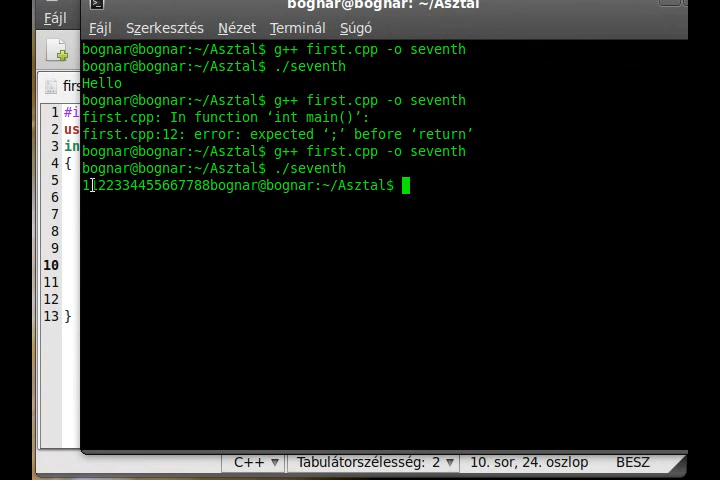 bognar@bognar: ~/Asztal
Fájl
Fájl Szerkesztés Nézet Terminál Súgó
bognar@bognar:~/Asztal$ g++ first.cpp -o seventh
bognar@bognar:~/Asztal$ ./seventh
Hello
bognar@bognar:~/Asztal$ g++ first.cpp -o seventh
first.cpp: In function ‘int main()’:
first.cpp:12: error: expected ‘;’ before ‘return’
bognar@bognar:~/Asztal$ g++ first.cpp -o seventh
bognar@bognar:~/Asztal$ ./seventh
1122334455667788bognar@bognar:~/Asztal$
firs
1 #i
2 us
3 in
4 {
5
6
7
8
9
10
11
12
13 }
C++ Tabulátorszélesség: 2 10. sor, 24. oszlop BESZ